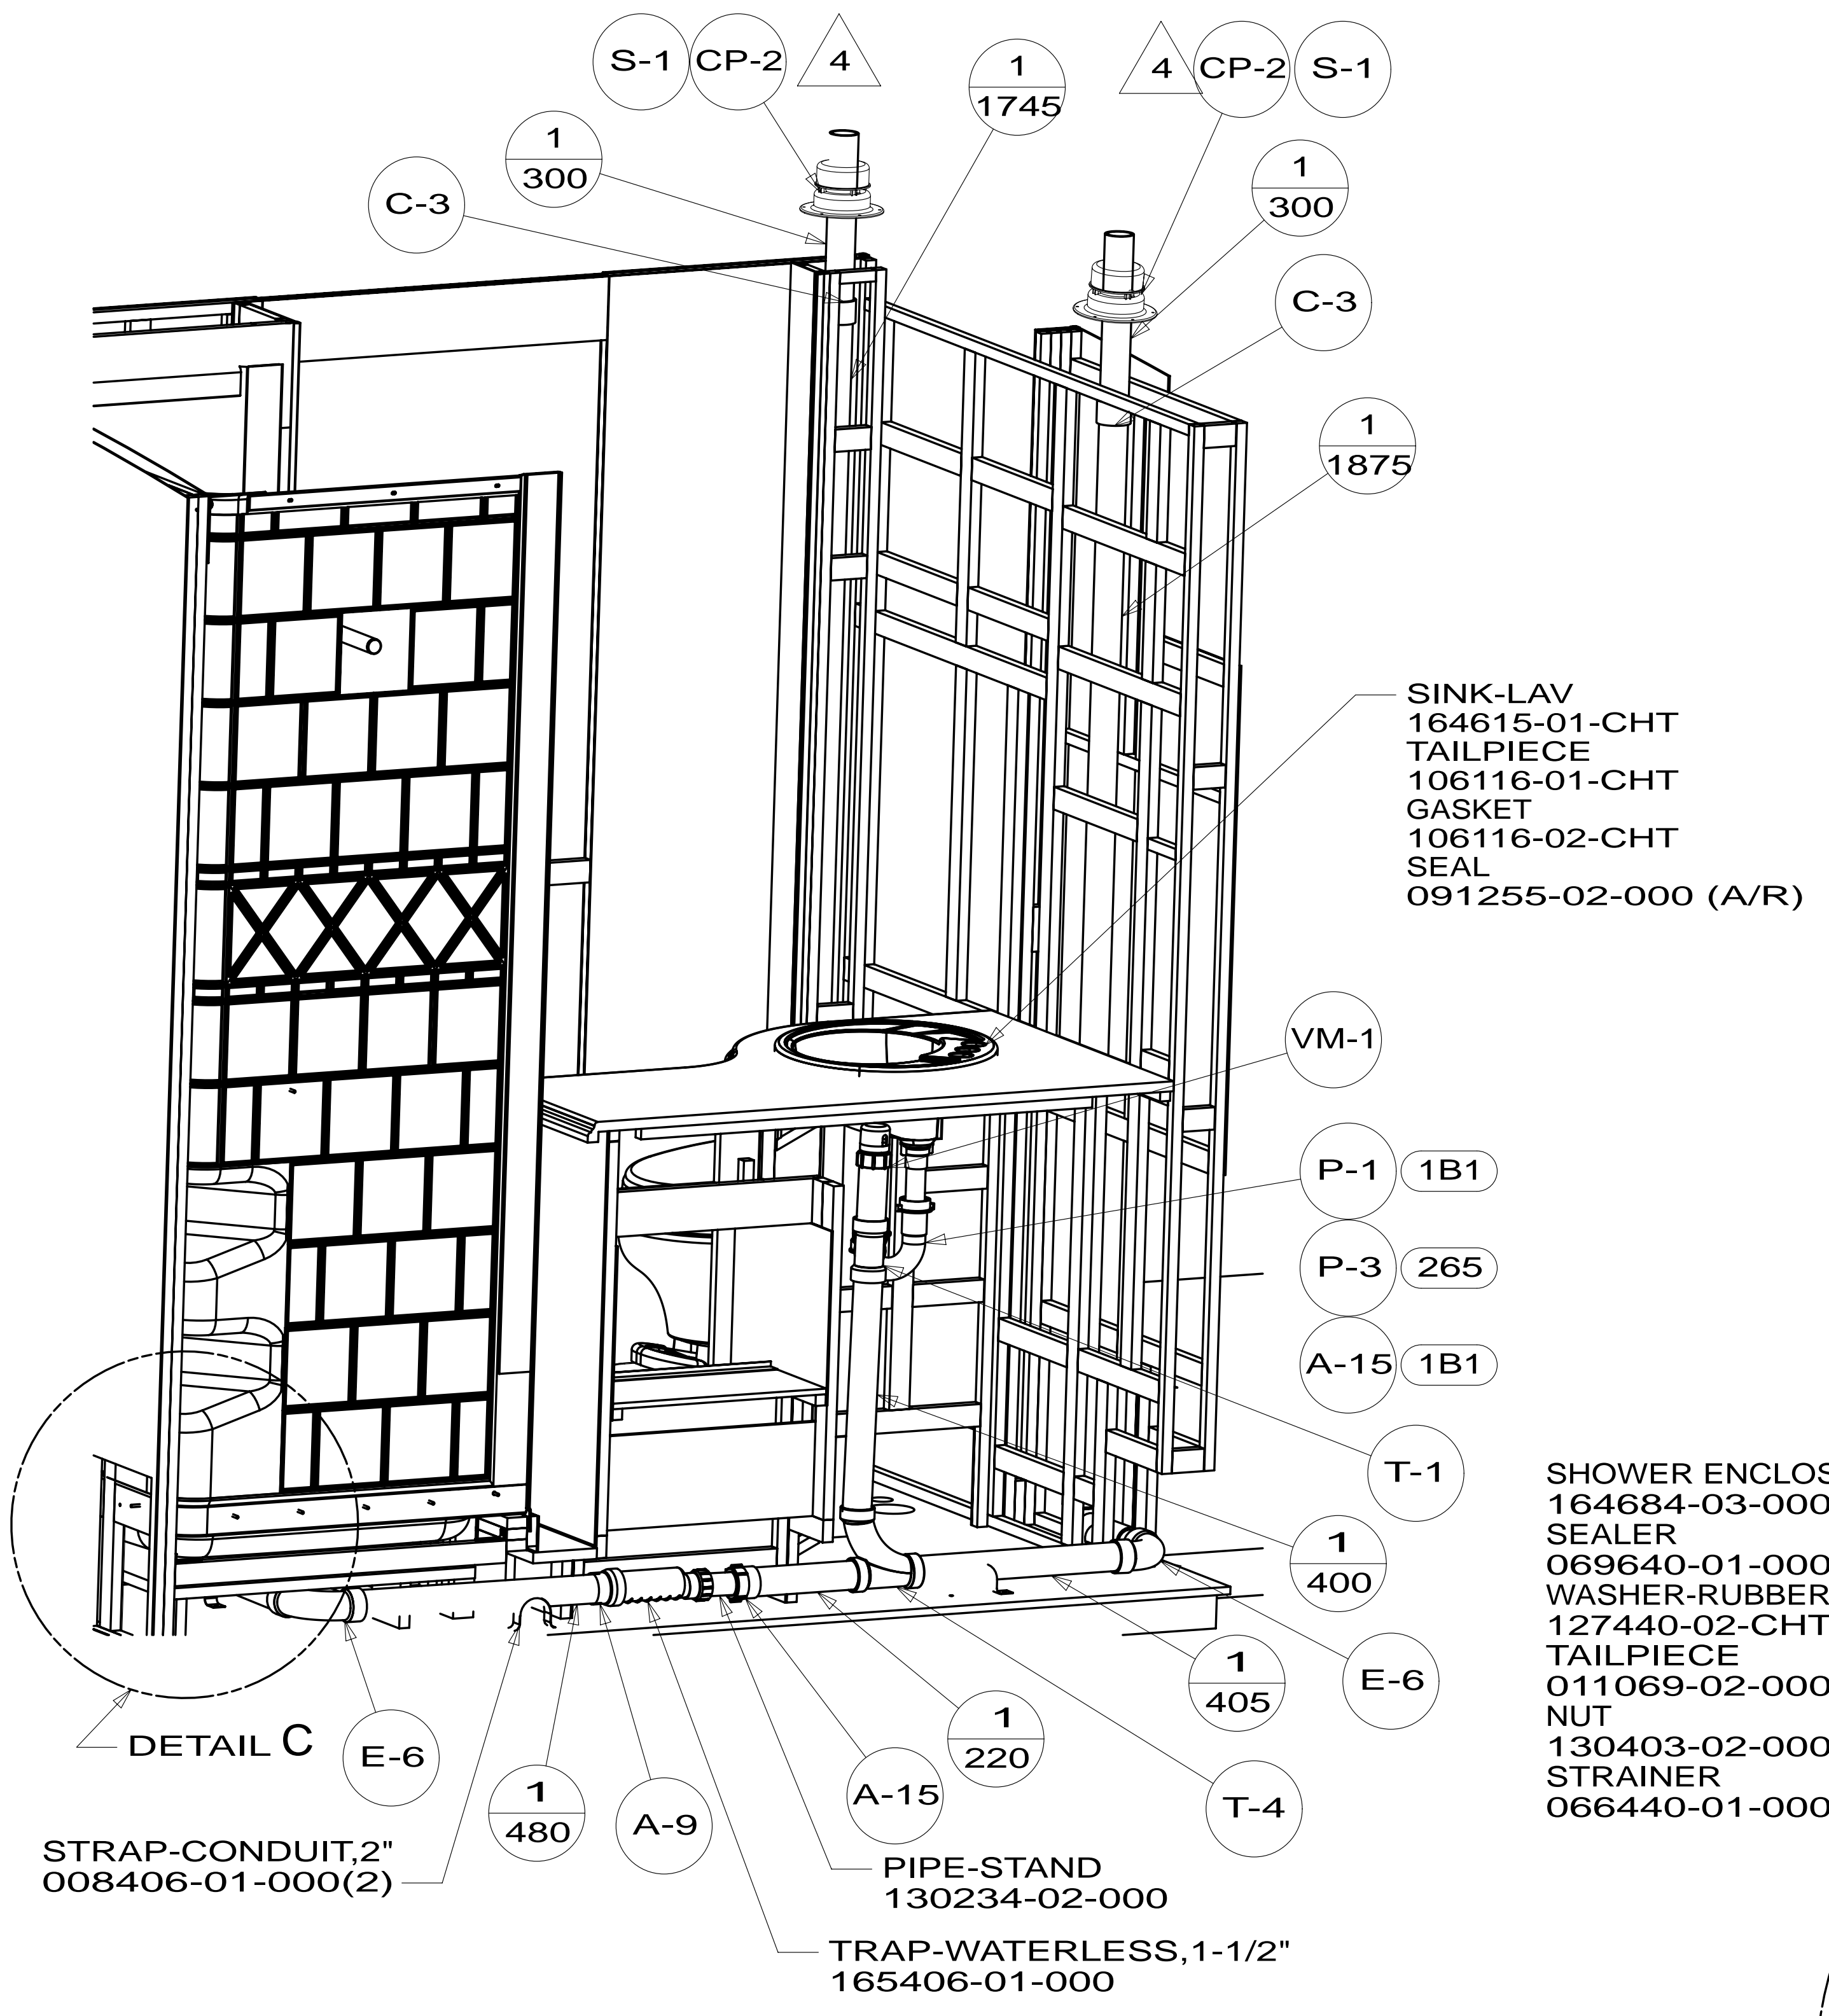 S-1 CP-2 4
1
1745
4 CP-2 S-1
1
300
C-3
1
300
C-3
1
1875
SINK-LAV
164615-01-CHT
TAILPIECE
106116-01-CHT
GASKET
106116-02-CHT
SEAL
091255-02-000 (A/R)
VM-1
P-1 1B1
P-3 265
A-15 1B1
T-1
1
400
SHOWER ENCLOS
164684-03-000
SEALER
069640-01-000
WASHER-RUBBER
127440-02-CHT
TAILPIECE
011069-02-000
NUT
130403-02-000
STRAINER
066440-01-000
1
405
E-6
DETAIL C
E-6
1
480
A-9
A-15
1
220
T-4
STRAP-CONDUIT,2"
008406-01-000(2)
PIPE-STAND
130234-02-000
TRAP-WATERLESS,1-1/2"
165406-01-000